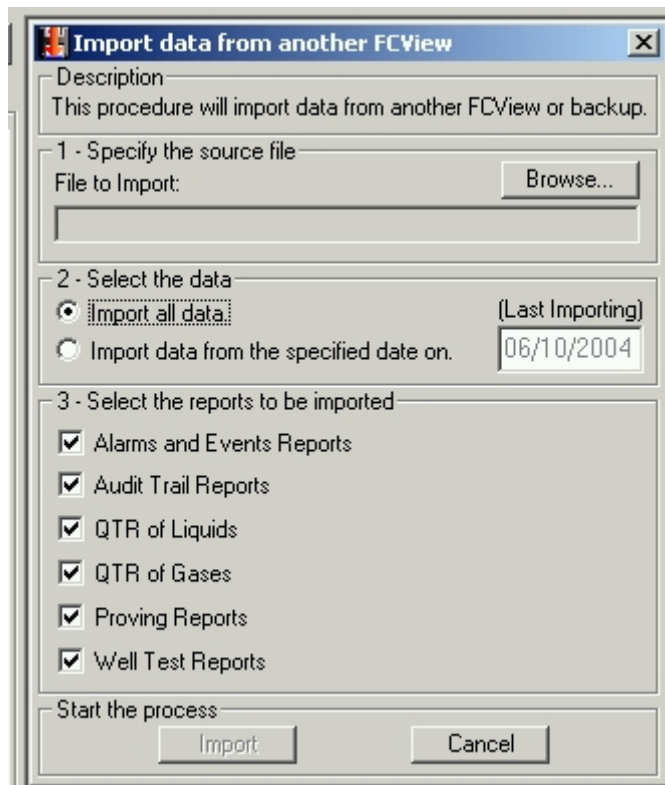 Import data from another FCView
Description
This procedure will import data from another FCView or backup.
1 - Specify the source file
File to Import:
Browse...
2 - Select the data
Import all data.
(Last Importing)
Import data from the specified date on.
06/10/2004
3 - Select the reports to be imported
Alarms and Events Reports
Audit Trail Reports
QTR of Liquids
QTR of Gases
Proving Reports
Well Test Reports
Start the process
Import
Cancel